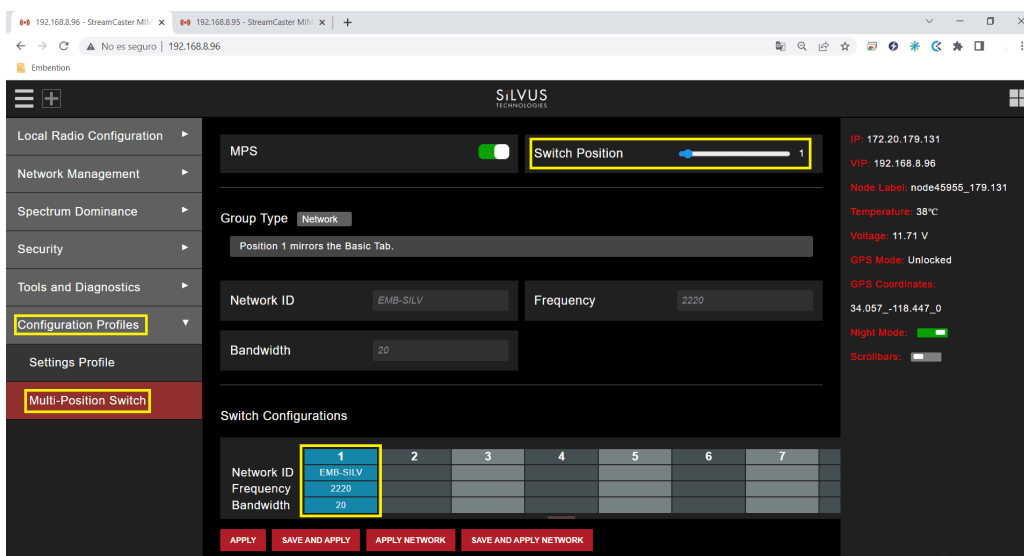 192.168.8.96 - StreamCaster MIM
192.168.8.95 - StreamCaster MIM
No es seguro | 192.168.8.96
Embention
SiLVUS
TECHNOLOGIES
Local Radio Configuration
Network Management
Spectrum Dominance
Security
Tools and Diagnostics
Configuration Profiles
Settings Profile
Multi-Position Switch
MPS
Switch Position 1
Group Type Network
Position 1 mirrors the Basic Tab.
Network ID EMB-SILV
Frequency 2220
Bandwidth 20
Switch Configurations
1 2 3 4 5 6 7
Network ID EMB-SILV
Frequency 2220
Bandwidth 20
APPLY SAVE AND APPLY APPLY NETWORK SAVE AND APPLY NETWORK
IP: 172.20.179.131
VIP: 192.168.8.96
Node Label: node45955_179.131
Temperature: 38°C
Voltage: 11.71 V
GPS Mode: Unlocked
GPS Coordinates:
34.057_-118.447_0
Night Mode:
Scrollbars: